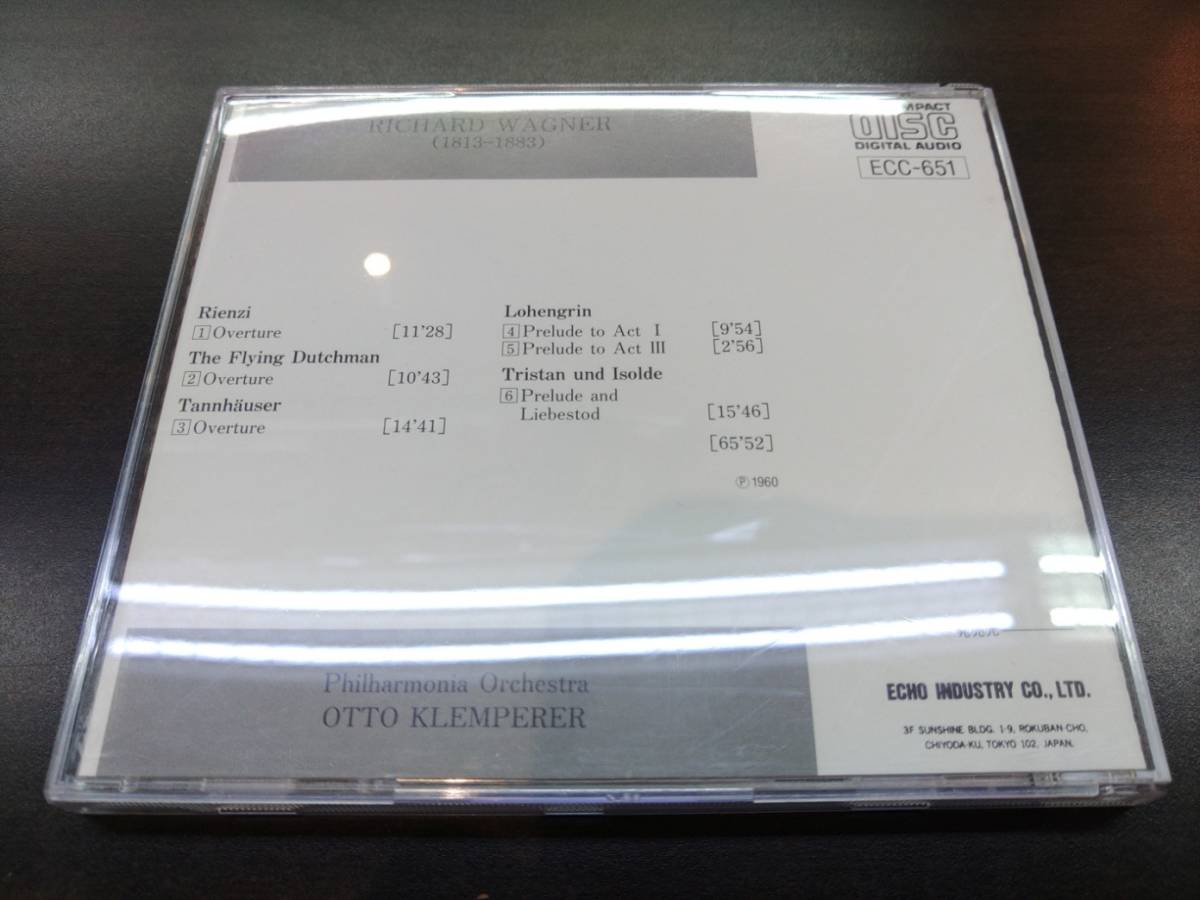 RICHARD WAGNER
(1813-1883)
DISC
DIGITAL AUDIO
ECC-651
Rienzi
1 Overture [11'28]
The Flying Dutchman
2 Overture [10'43]
Tannhäuser
3 Overture [14'41]
Lohengrin
4 Prelude to Act I [9'54]
5 Prelude to Act III [2'56]
Tristan und Isolde
6 Prelude and
Liebestod [15'46]
[65'52]
Ⓟ 1960
Philharmonia Orchestra
OTTO KLEMPERER
ECHO INDUSTRY CO., LTD.
3F SUNSHINE BLDG. 1-9, ROKUBAN-CHO,
CHIYODA-KU, TOKYO 102, JAPAN.